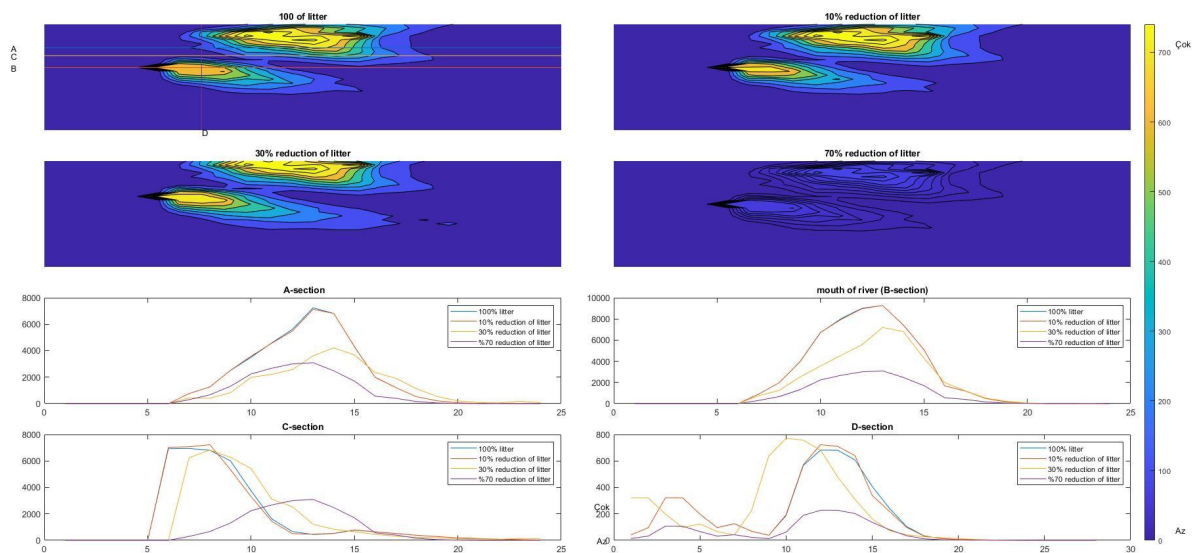 100 of litter
10% reduction of litter
A
C
B
D
Çok
700
600
500
400
300
200
100
0
Az
30% reduction of litter
70% reduction of litter
A-section
8000
6000
4000
2000
0
0 5 10 15 20 25
100% litter
10% reduction of litter
30% reduction of litter
%70 reduction of litter
mouth of river (B-section)
10000
8000
6000
4000
2000
0
0 5 10 15 20 25
100% litter
10% reduction of litter
30% reduction of litter
%70 reduction of litter
C-section
8000
6000
4000
2000
0
0 5 10 15 20 25
100% litter
10% reduction of litter
30% reduction of litter
%70 reduction of litter
D-section
800
600
400
200
0
Çok
Az
0 5 10 15 20 25 30
100% litter
10% reduction of litter
30% reduction of litter
%70 reduction of litter